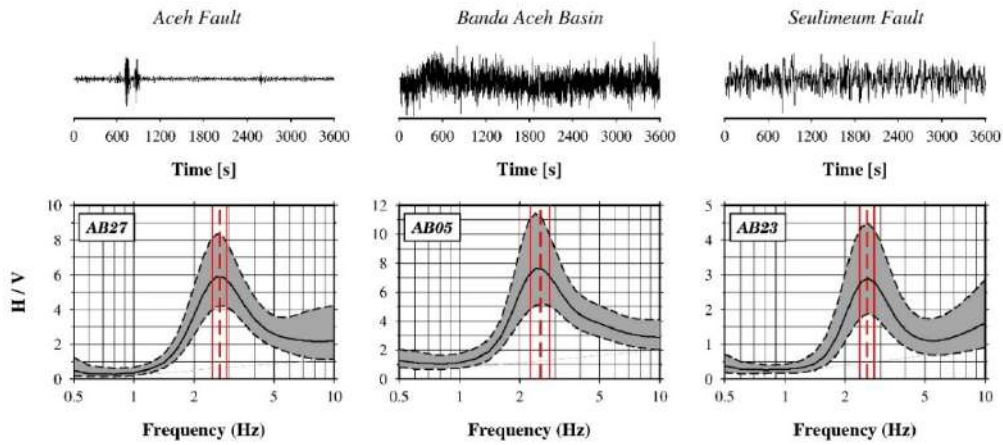 Aceh Fault
Banda Aceh Basin
Seulimeum Fault
0 600 1200 1800 2400 3000 3600
0 600 1200 1800 2400 3000 3600
0 600 1200 1800 2400 3000 3600
Time [s]
Time [s]
Time [s]
H / V
10
8
6
4
2
0
AB27
0.5 1 2 5 10
12
10
8
6
4
2
0
AB05
0.5 1 2 5 10
5
4
3
2
1
0
AB23
0.5 1 2 5 10
Frequency (Hz)
Frequency (Hz)
Frequency (Hz)